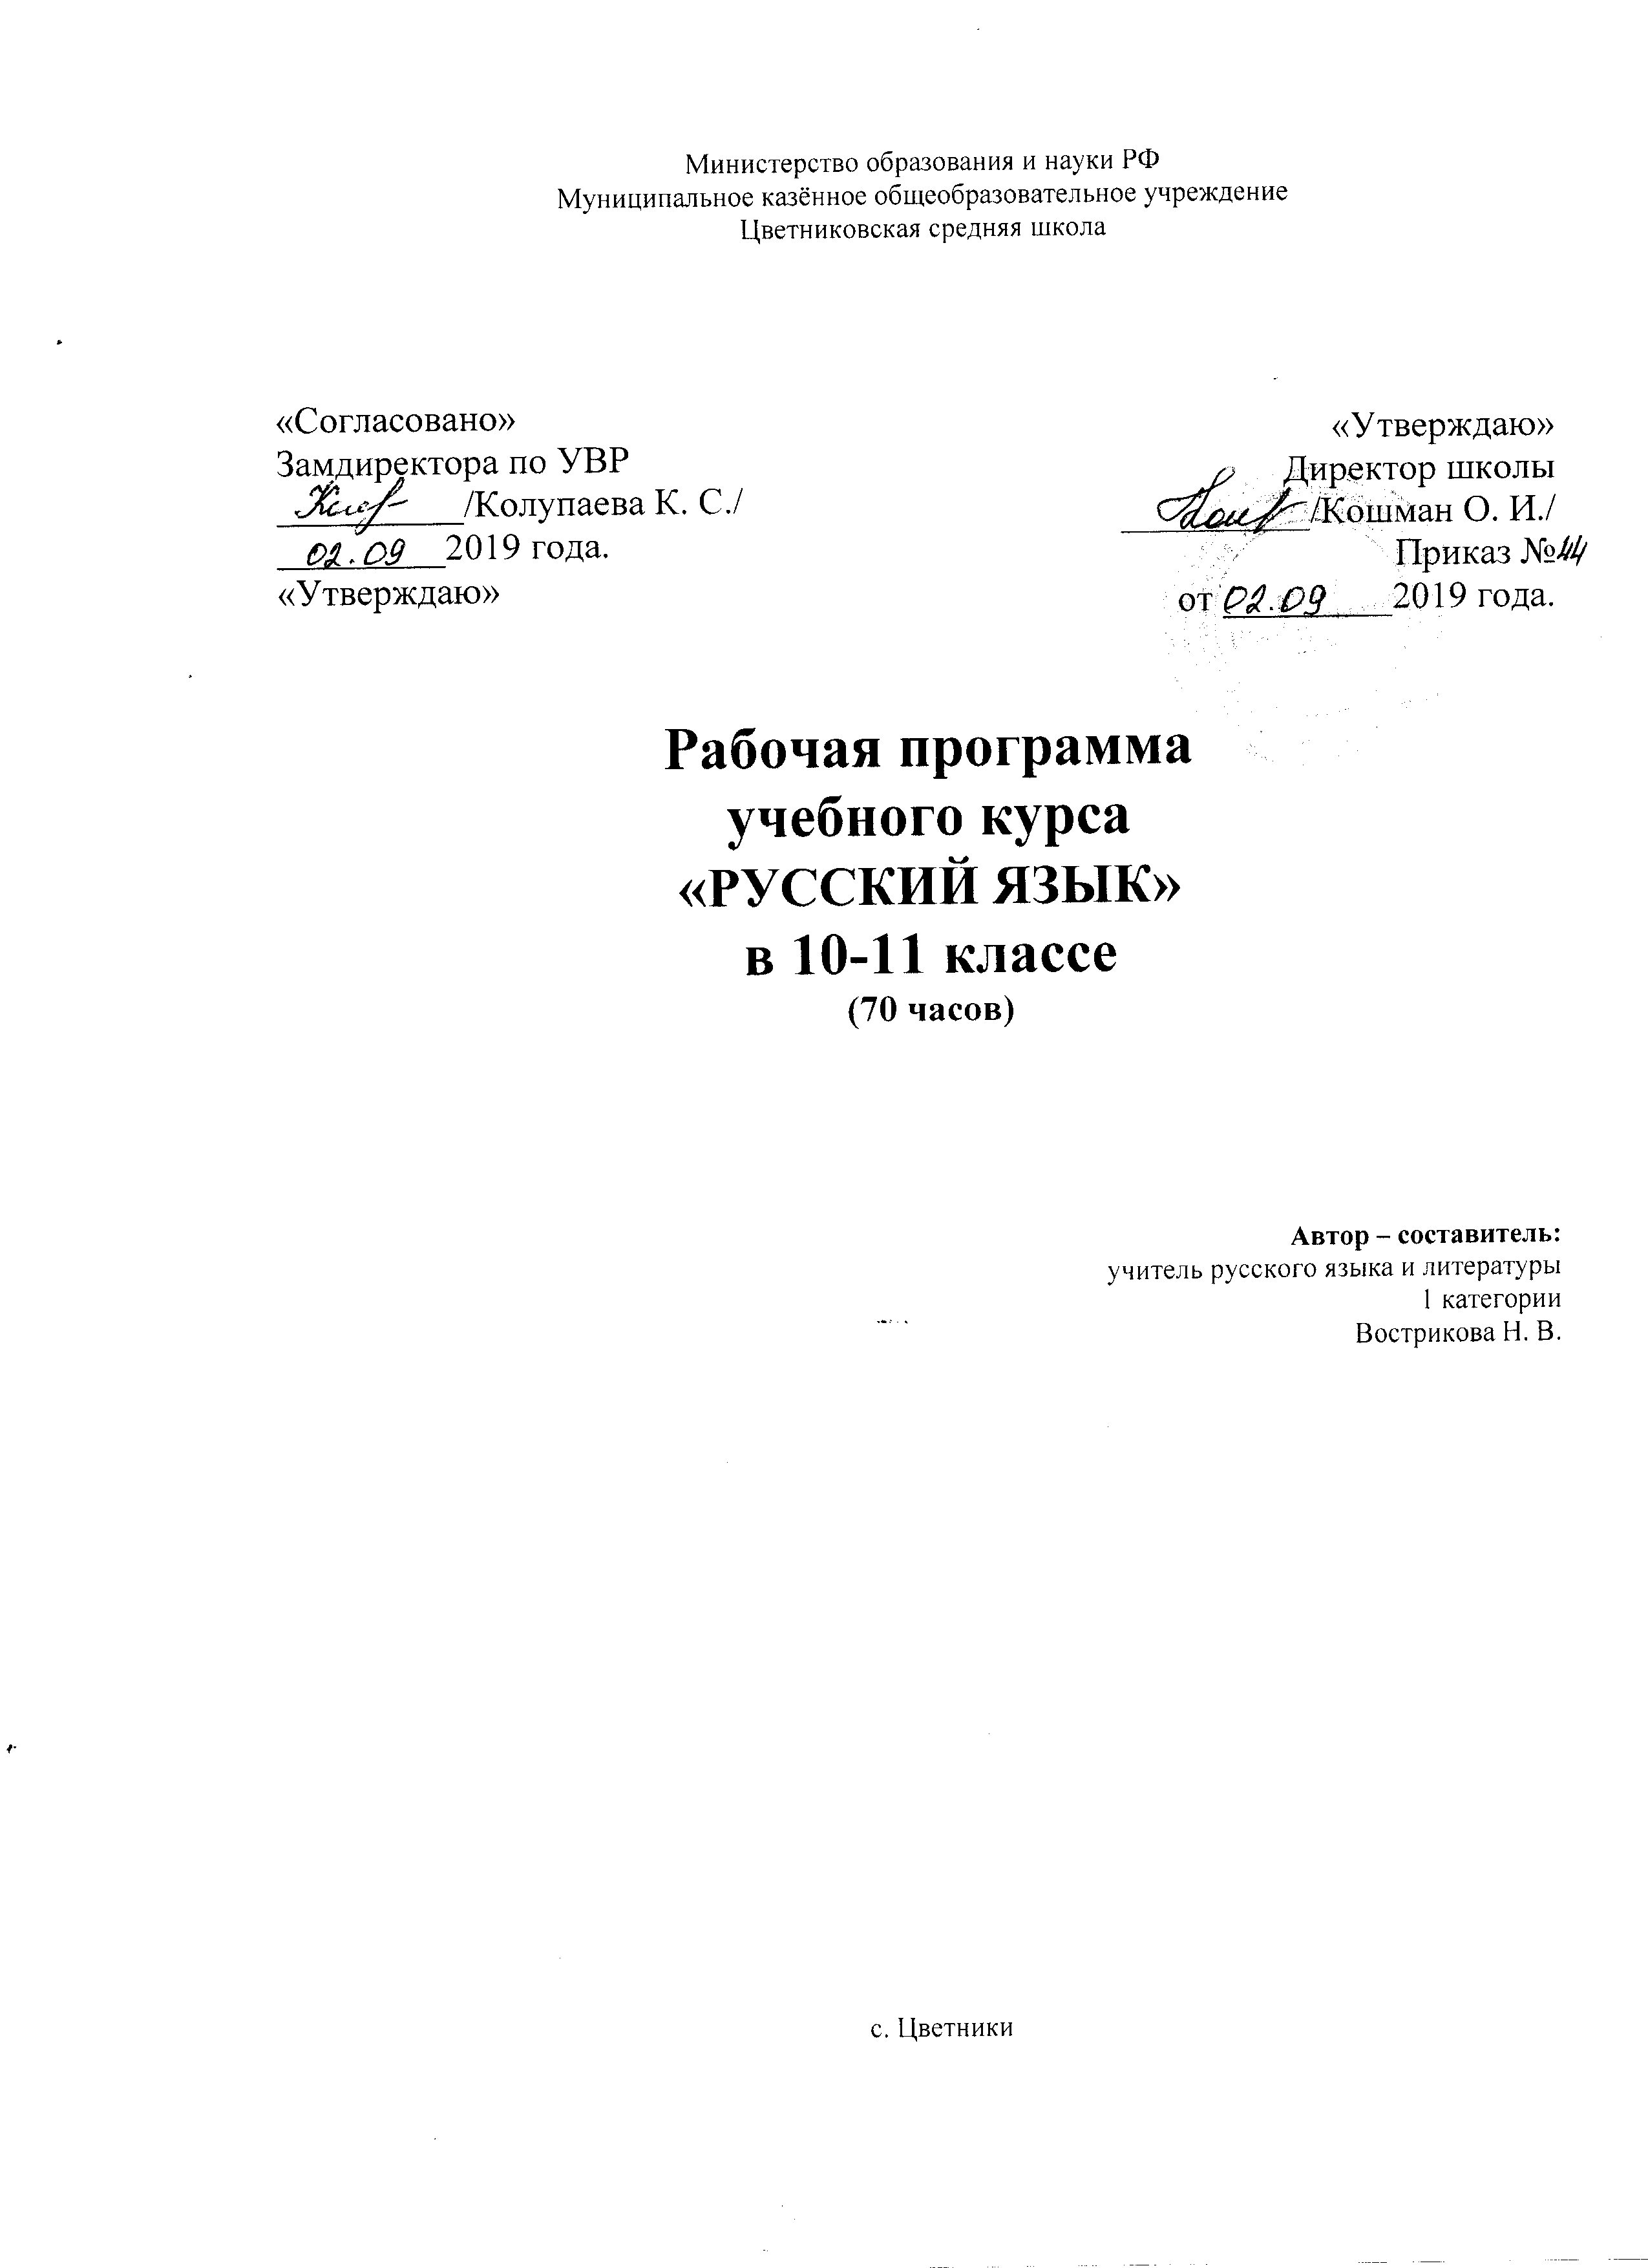 Министерство образования и науки РФ
Муниципальное казённое общеобразовательное учреждение
Цветниковская средняя школа
«Согласовано»
Замдиректора по УВР
/Колупаева К. С./
02.09 2019 года.
«Утверждаю»
«Утверждаю»
Директор школы
/Кошман О. И./
Приказ №44
от 02.09 2019 года.
Рабочая программа
учебного курса
«РУССКИЙ ЯЗЫК»
в 10-11 классе
(70 часов)
Автор – составитель:
учитель русского языка и литературы
1 категории
Вострикова Н. В.
с. Цветники